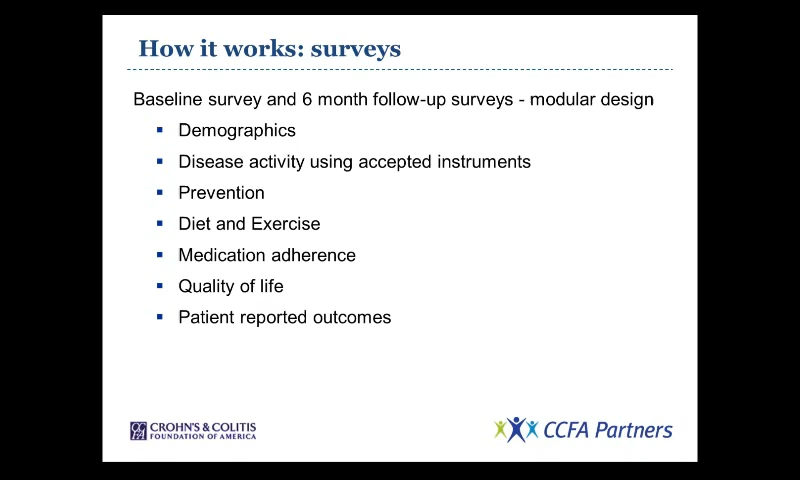 How it works: surveys
Baseline survey and 6 month follow-up surveys - modular design
▪ Demographics
▪ Disease activity using accepted instruments
▪ Prevention
▪ Diet and Exercise
▪ Medication adherence
▪ Quality of life
▪ Patient reported outcomes
CROHN'S & COLITIS
FOUNDATION OF AMERICA
CCFA Partners